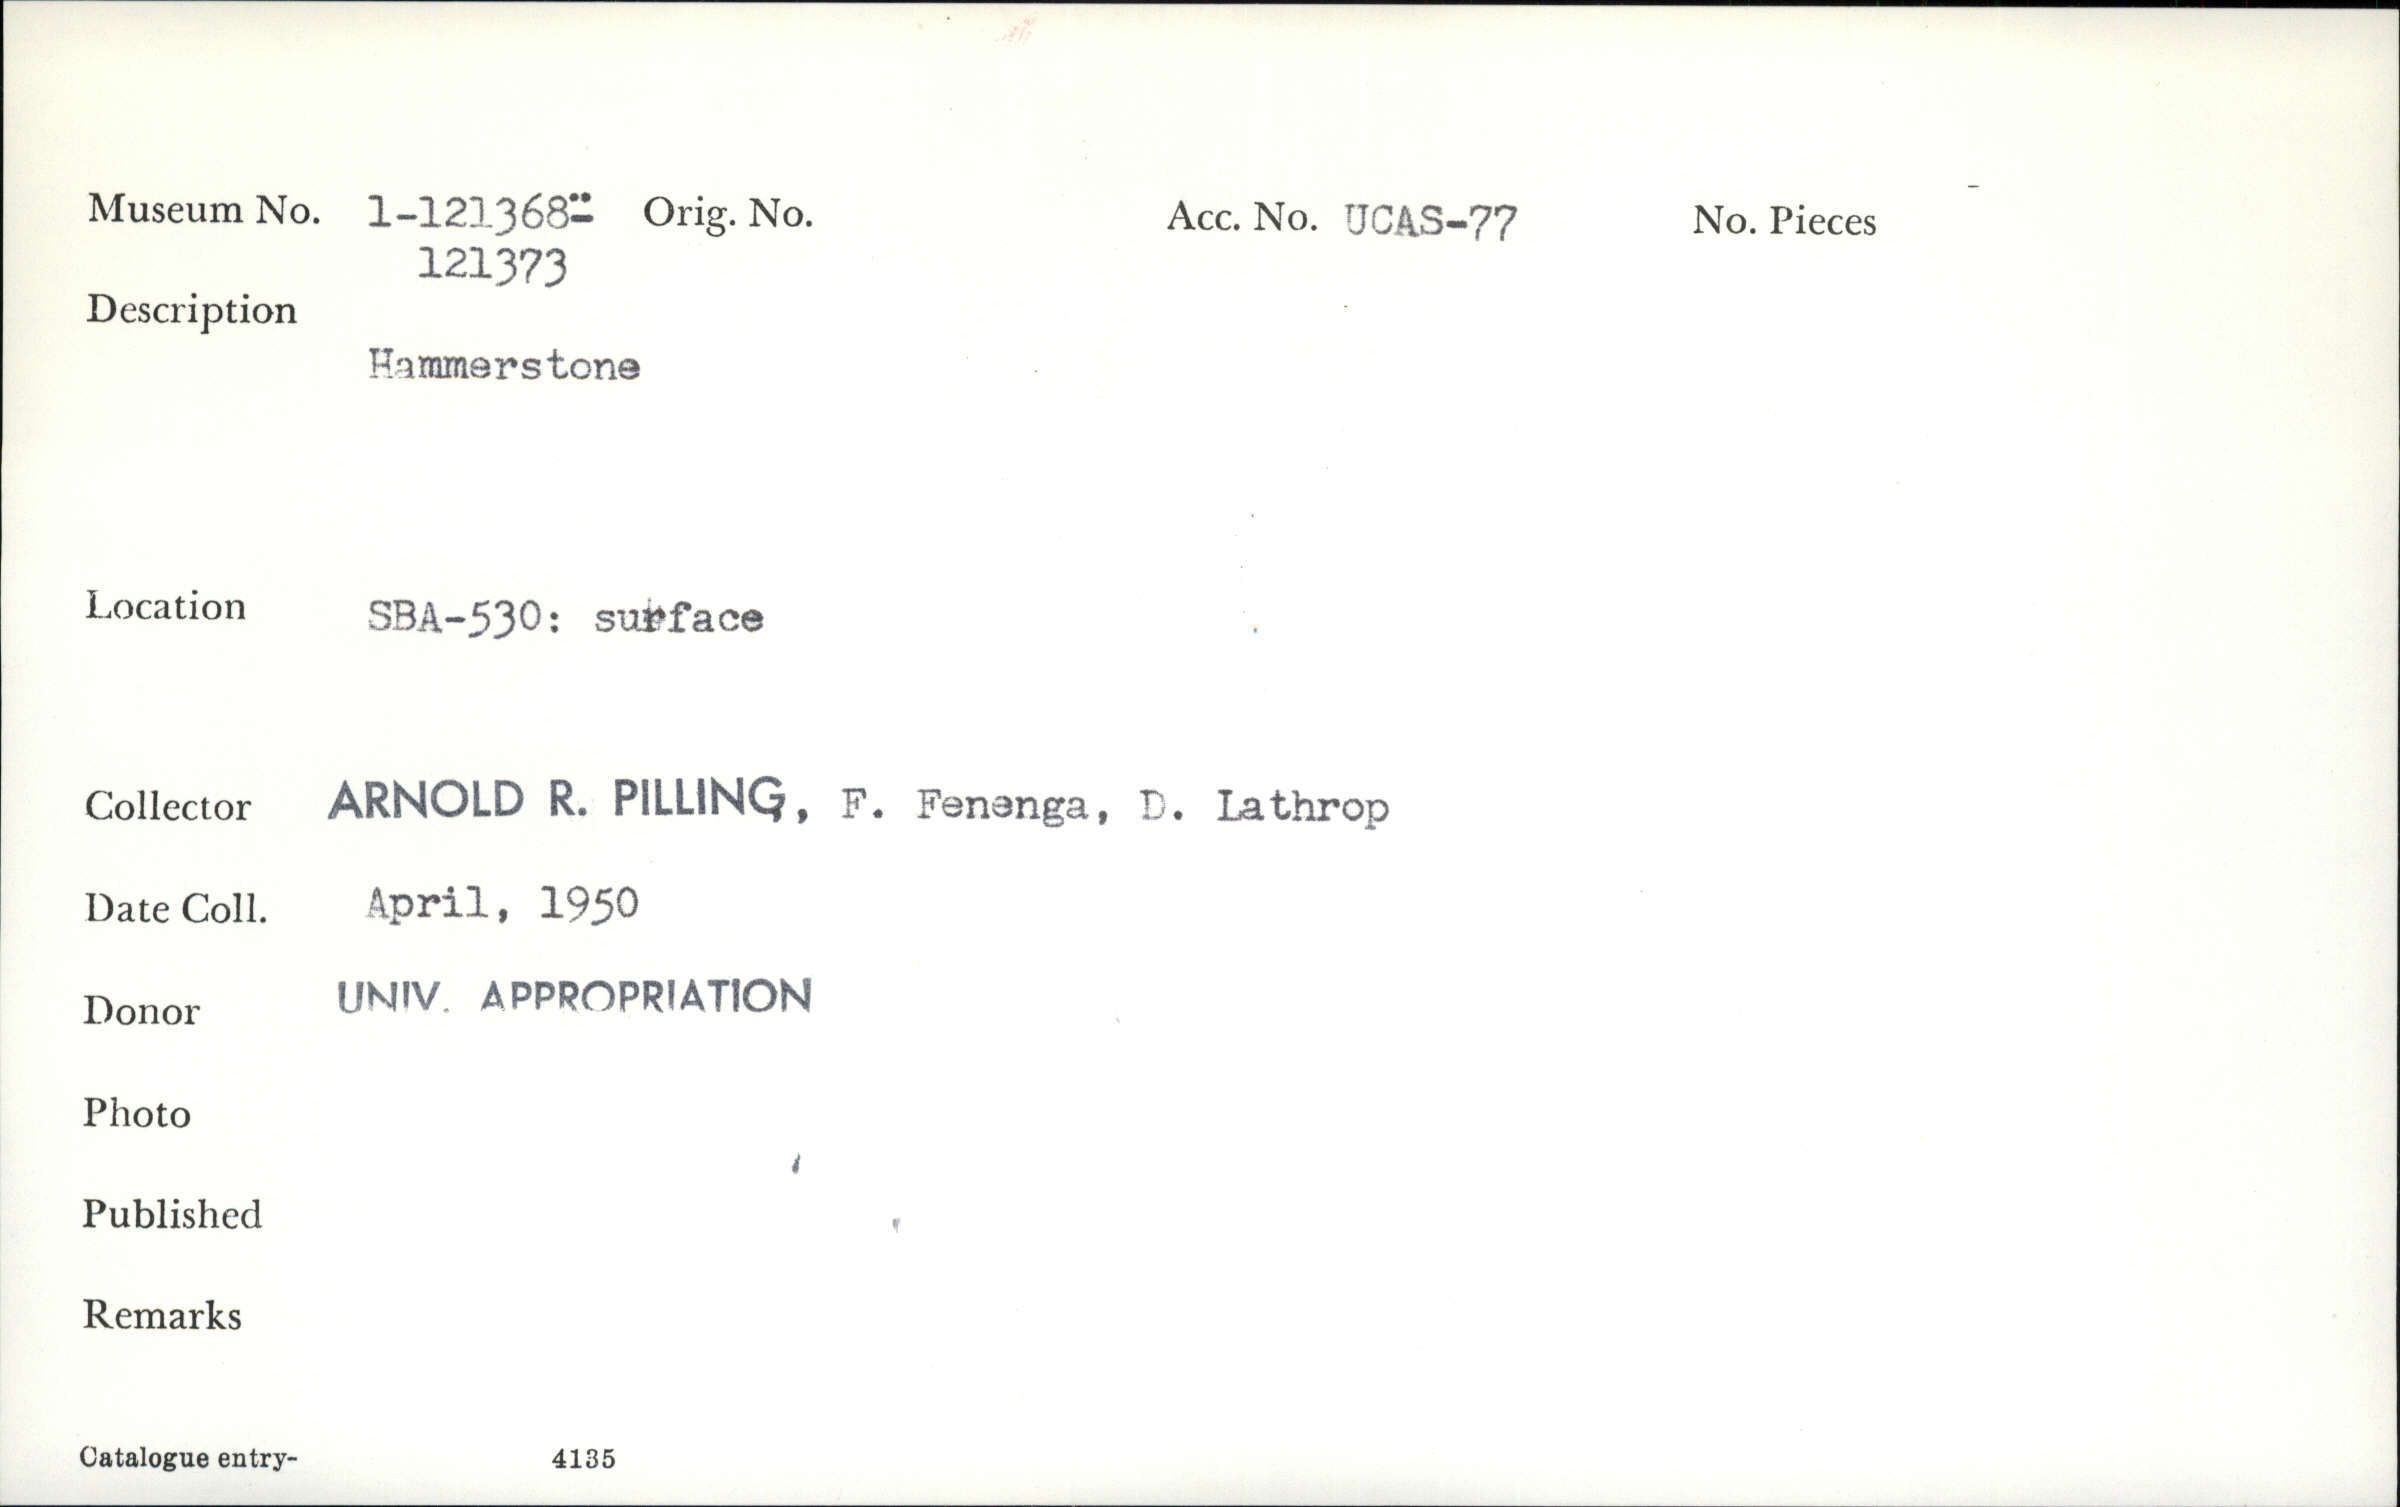 Museum No. 1-121368- Orig. No. Acc. No. UCAS-77 No. Pieces
121373
Description
Hammerstone
Location SBA-530: surface
Collector ARNOLD R. PILLING, F. Fenenga, D. Lathrop
Date Coll. April, 1950
Donor UNIV. APPROPRIATION
Photo
Published
Remarks
Catalogue entry- 4135